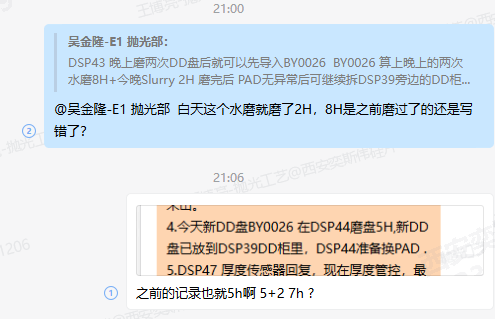 21:00
吴金隆-E1 抛光部：
DSP43 晚上磨两次DD盘后就可以先导入BY0026 BY0026 算上晚上的两次
水磨8H+今晚Slurry 2H 磨完后 PAD无异常后可继续拆DSP39旁边的DD柜...
@吴金隆-E1 抛光部 白天这个水磨就磨了2H，8H是之前磨过了的还是写
错了？
2
21:06
4.今天新DD盘BY0026 在DSP44磨盘5H,新DD
盘已放到DSP39DD柜里，DSP44准备换PAD .
5.DSP47 厚度传感器回复，现在厚度管控，最
之前的记录也就5h啊 5+2 7h ?
1
1206